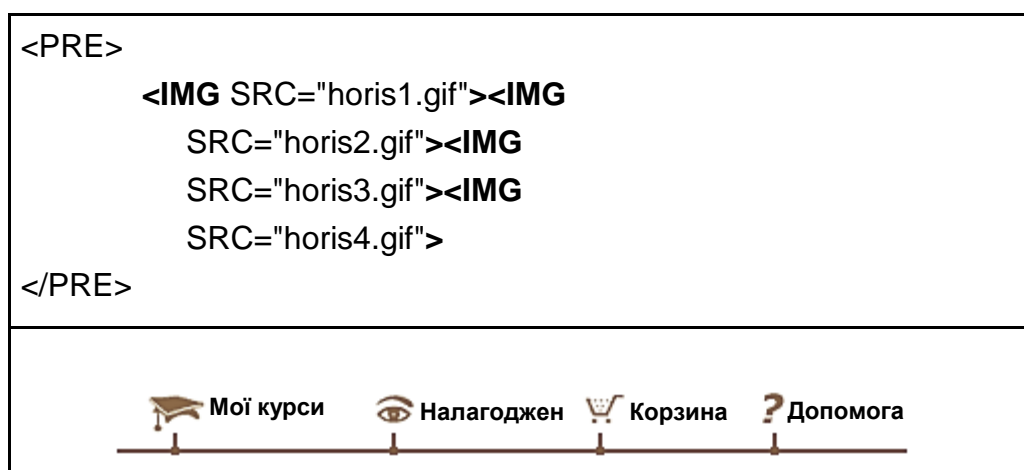 <PRE>
<IMG SRC="horis1.gif"><IMG
SRC="horis2.gif"><IMG
SRC="horis3.gif"><IMG
SRC="horis4.gif">
</PRE>
Мої курси Налагоджен Корзина Допомога